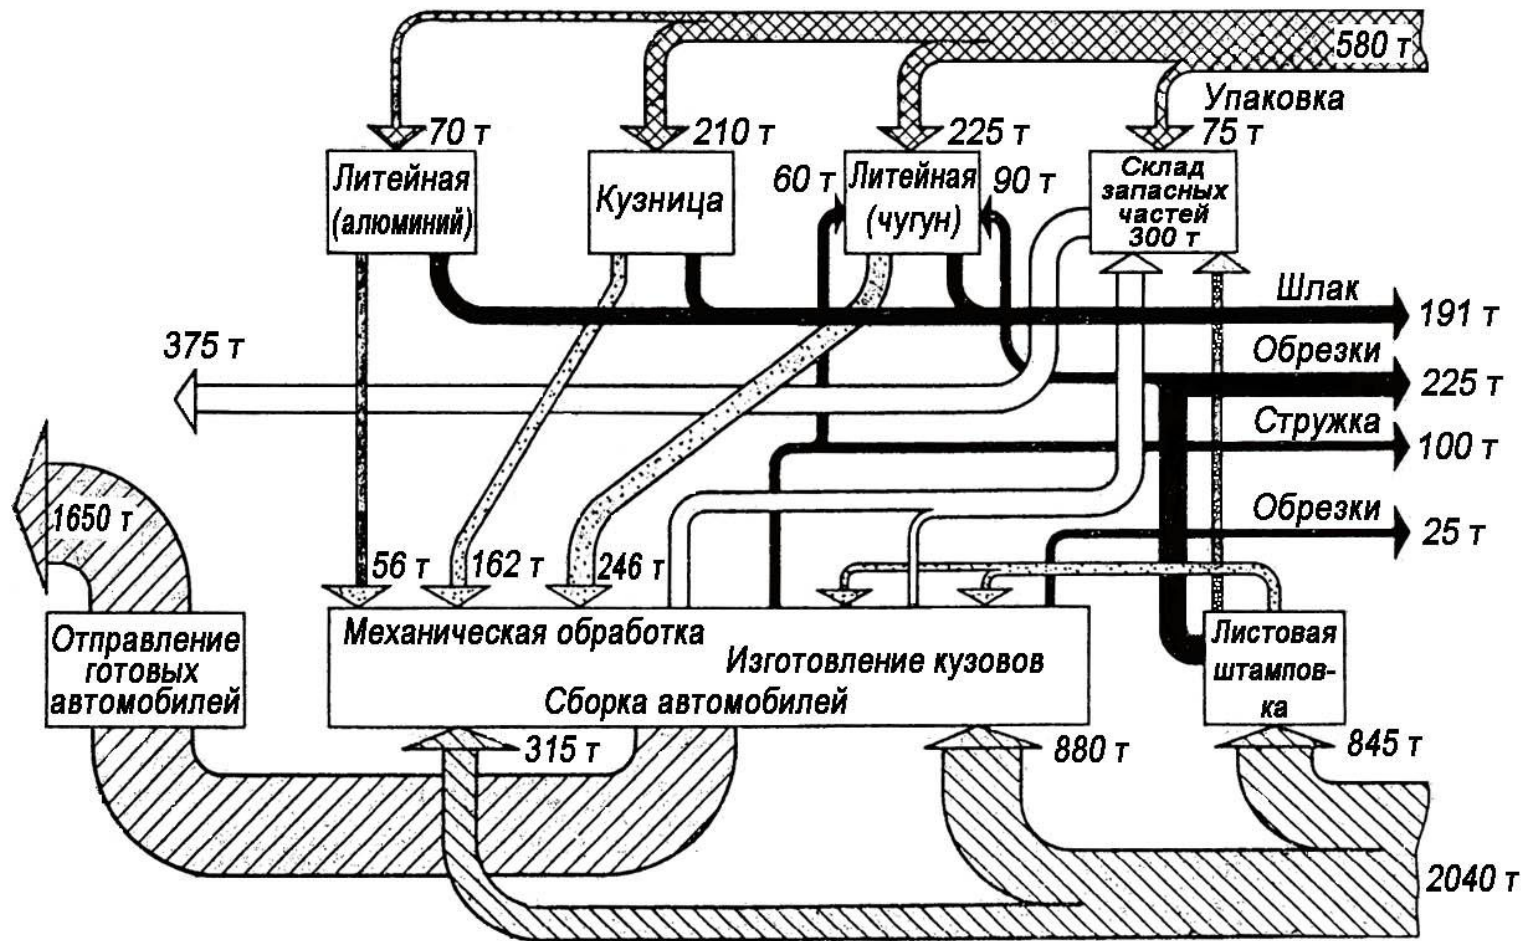 580 т
Упаковка
70 т
210 т
225 т
75 т
Литейная
(алюминий)
Кузница
60 т
Литейная
(чугун)
90 т
Склад
запасных
частей
300 т
Шлак
191 т
375 т
Обрезки
225 т
Стружка
100 т
1650 т
Обрезки
25 т
56 т
162 т
246 т
Отправление
готовых
автомобилей
Механическая обработка
Изготовление кузовов
Сборка автомобилей
Листовая
штампов-
ка
315 т
880 т
845 т
2040 т